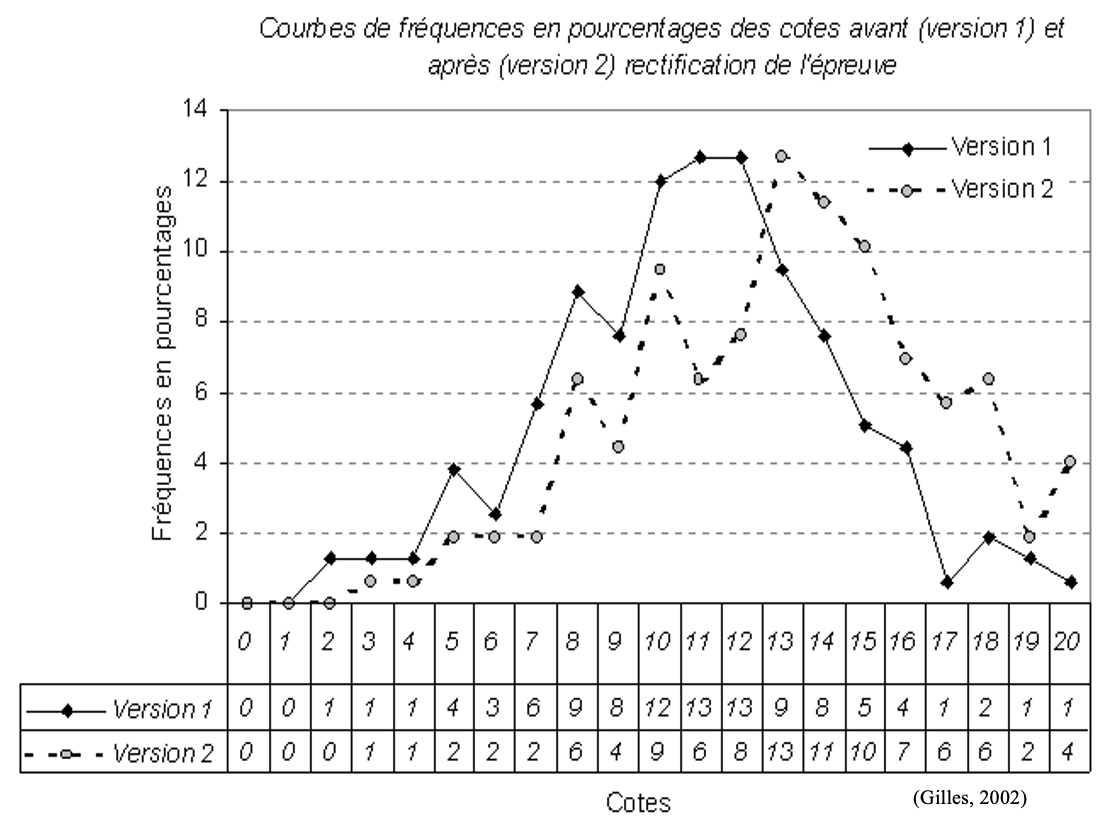 Courbes de fréquences en pourcentages des cotes avant (version 1) et
après (version 2) rectification de l'épreuve
14
12
10
8
6
4
2
0
Fréquences en pourcentages
Version 1
Version 2
0 1 2 3 4 5 6 7 8 9 10 11 12 13 14 15 16 17 18 19 20
Version 1 0 0 1 1 1 4 3 6 9 8 12 13 13 9 8 5 4 1 2 1 1
Version 2 0 0 0 1 1 2 2 2 6 4 9 6 8 13 11 10 7 6 6 2 4
Cotes
(Gilles, 2002)